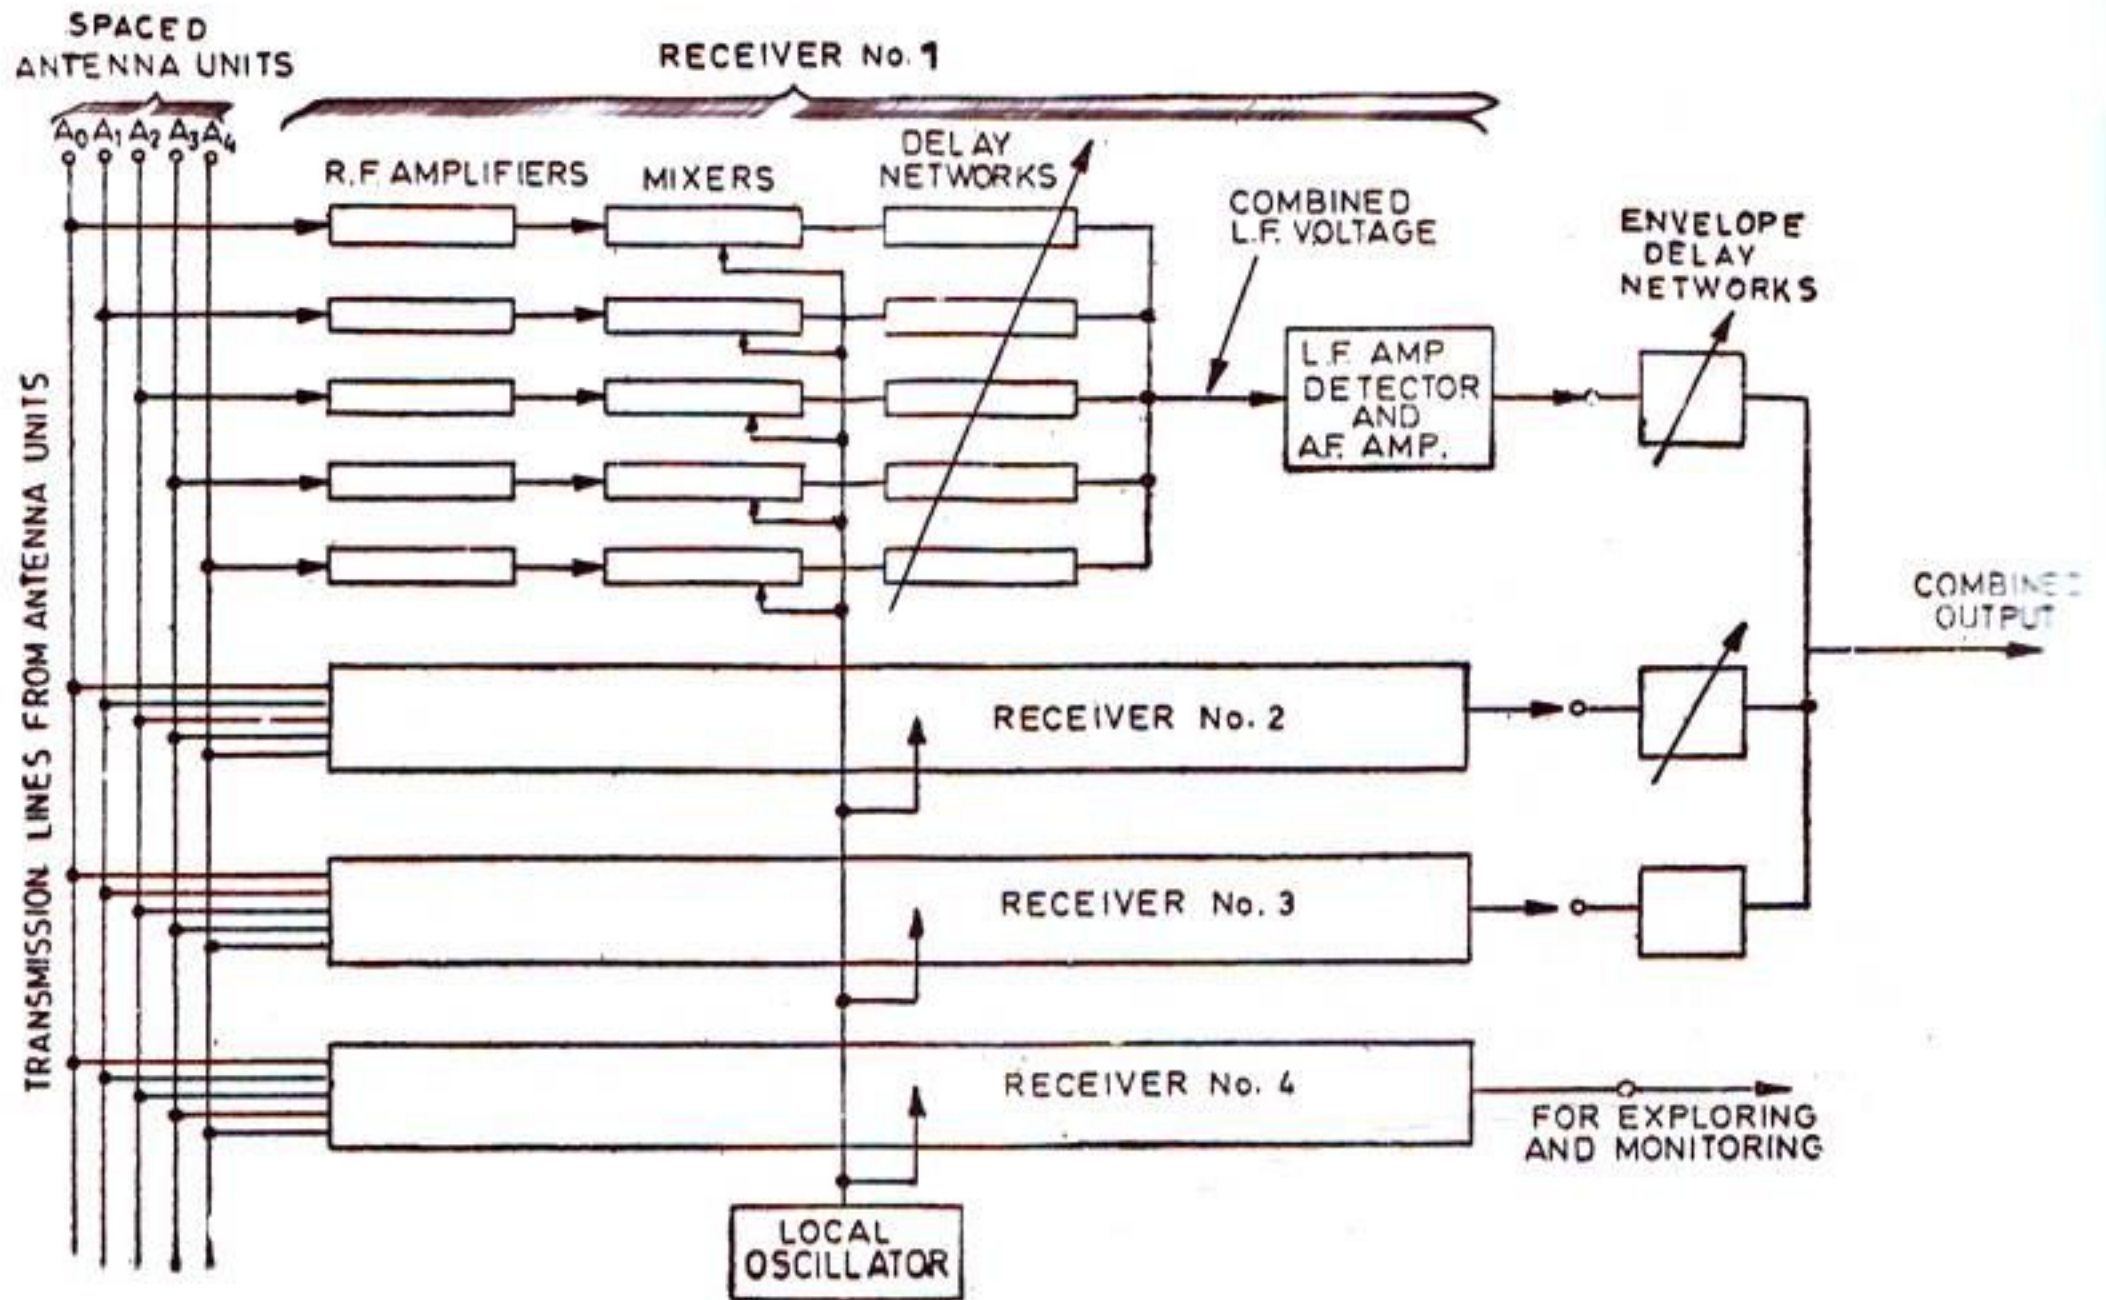 SPACED
ANTENNA UNITS
RECEIVER No. 1
A0 A1 A2 A3 A4
R.F. AMPLIFIERS
MIXERS
DELAY
NETWORKS
COMBINED
L.F. VOLTAGE
ENVELOPE
DELAY
NETWORKS
L.F. AMP
DETECTOR
AND
A.F. AMP.
TRANSMISSION LINES FROM ANTENNA UNITS
COMBINED
OUTPUT
RECEIVER No. 2
RECEIVER No. 3
RECEIVER No. 4
FOR EXPLORING
AND MONITORING
LOCAL
OSCILLATOR